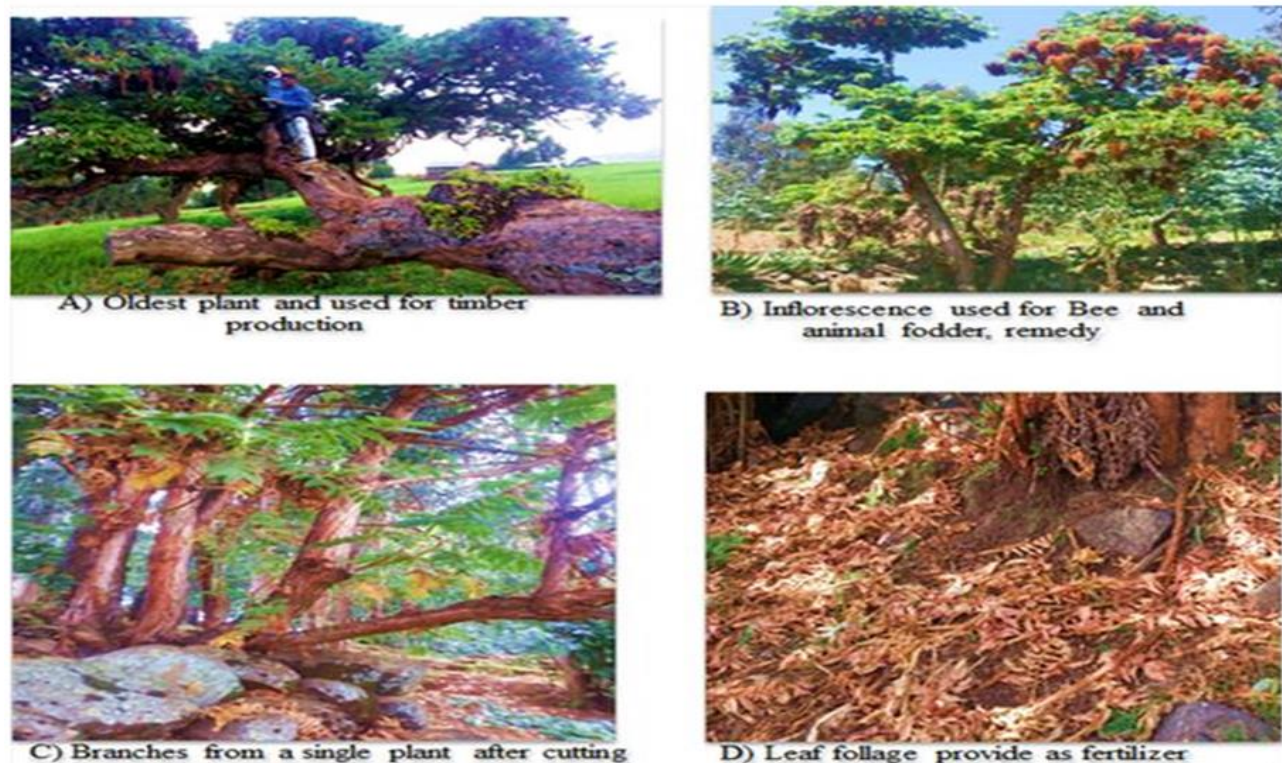 A) Oldest plant and used for timber
production
B) Inflorescence used for Bee and
animal fodder, remedy
C) Branches from a single plant after cutting
D) Leaf follage provide as fertilizer